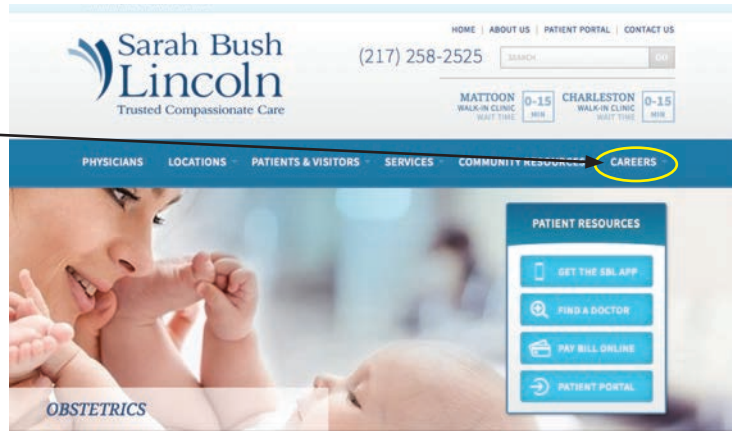 HOME | ABOUT US | PATIENT PORTAL | CONTACT US
Sarah Bush
Lincoln
Trusted Compassionate Care
(217) 258-2525
SEARCH
GO
MATTOON
WALK-IN CLINIC
WAIT TIME
0-15
MIN
CHARLESTON
WALK-IN CLINIC
WAIT TIME
0-15
MIN
PHYSICIANS LOCATIONS PATIENTS & VISITORS SERVICES COMMUNITY RESOURCES CAREERS
PATIENT RESOURCES
GET THE SBL APP
FIND A DOCTOR
PAY BILL ONLINE
PATIENT PORTAL
OBSTETRICS